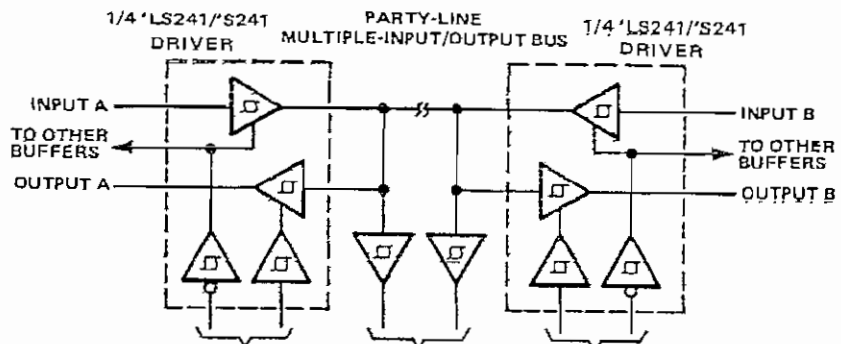 1/4 'LS241/'S241
DRIVER
PARTY-LINE
MULTIPLE-INPUT/OUTPUT BUS
1/4 'LS241/'S241
DRIVER
INPUT A
INPUT B
TO OTHER
BUFFERS
TO OTHER
BUFFERS
OUTPUT A
OUTPUT B